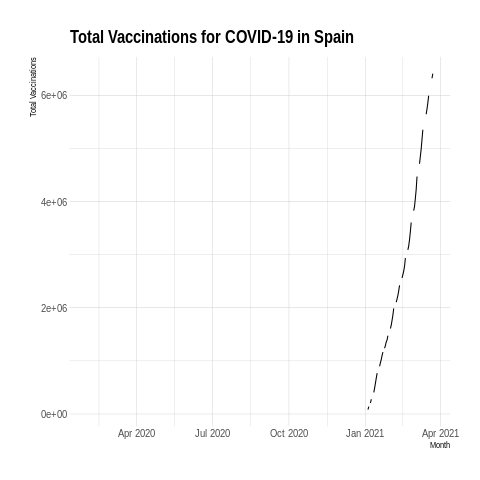 Total Vaccinations for COVID-19 in Spain
Total Vaccinations
6e+06
4e+06
2e+06
0e+00
Apr 2020 Jul 2020 Oct 2020 Jan 2021 Apr 2021
Month